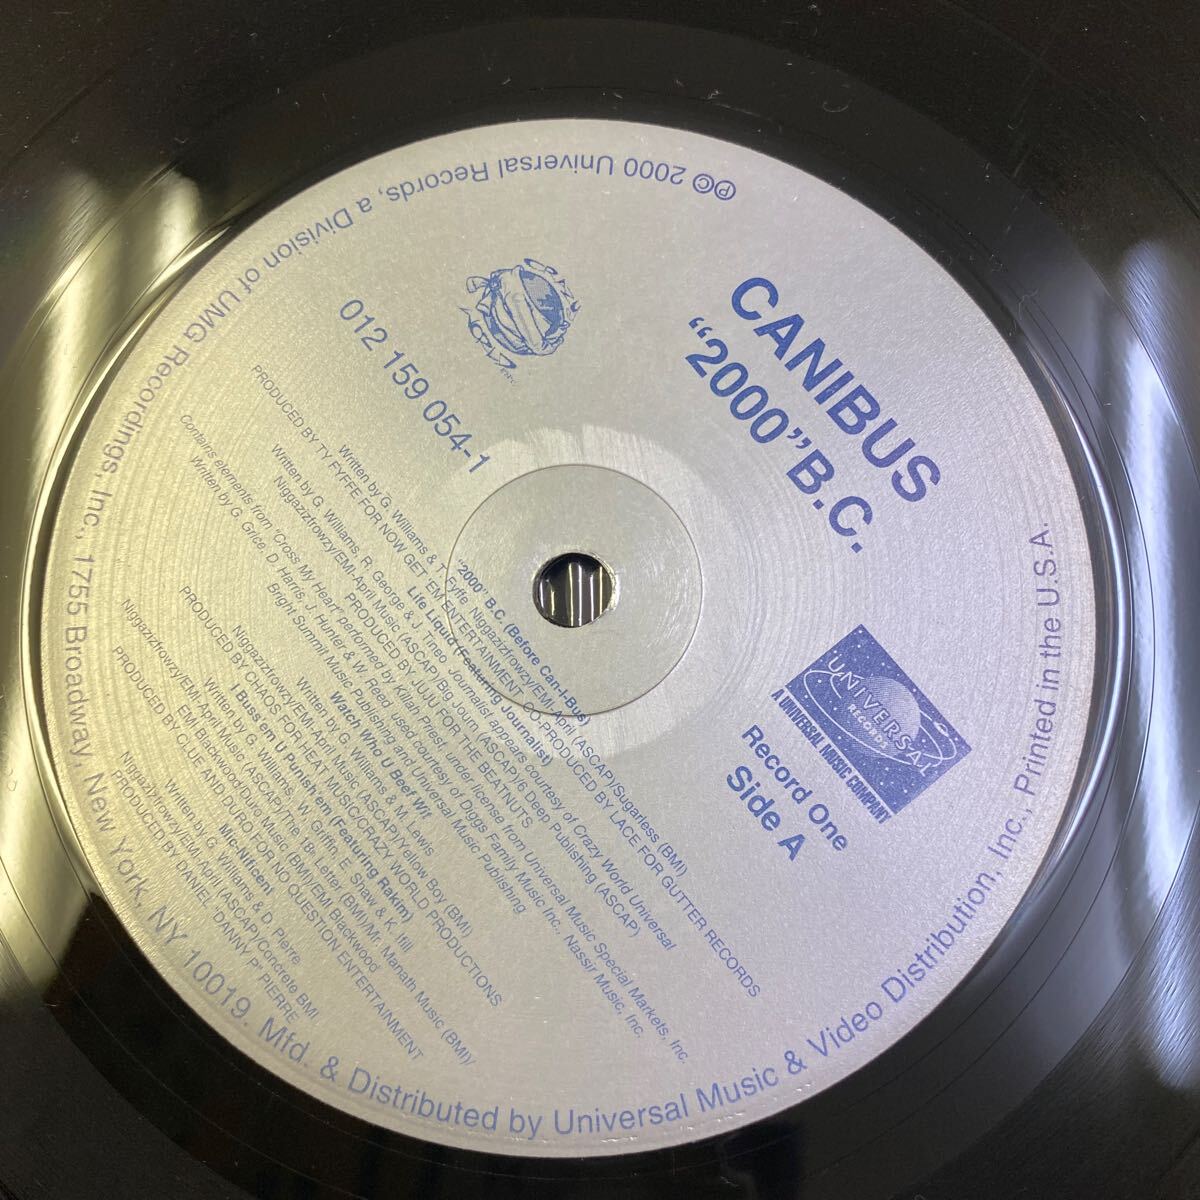 CANIBUS
“2000” B.C.
012 159 054-1
UNIVERSAL
RECORDS
A UNIVERSAL MUSIC COMPANY
Record One
Side A
"2000" B.C. (Before Can-I-Bus)
Written by G. Williams & T. Fyffe Niggazizfrowzy/EMI-April (ASCAP)/Sugarless (BMI)
PRODUCED BY TY FYFFE FOR NOW GET 'EM ENTERTAINMENT CO-PRODUCED BY LACE FOR GUTTER RECORDS
Life Liquid (Featuring Journalist)
Written by G. Williams, R. George & J. Tineo Journalist appears courtesy of Crazy World Universal
Niggazizfrowzy/EMI-April Music (ASCAP)/Big Journ (ASCAP)/6 Deep Publishing (ASCAP)
PRODUCED BY JUJU FOR THE BEATNUTS
Contains elements from "Cross My Heart" performed by Killah Priest, under license from Universal Music Special Markets, Inc.
Written by G. Grice, D. Harris, J. Hunter & W. Reed, used courtesy of Diggs Family Music Inc., Nassir Music, Inc.
Bright Summit Music Publishing and Universal Music Publishing
Watch Who U Beef Wit
Written by G. Williams & M. Lewis
Niggazizfrowzy/EMI-April Music (ASCAP)/Yellow Boy (BMI)
PRODUCED BY CHAOS FOR HEAT MUSIC/CRAZY WORLD PRODUCTIONS
I Buss'em U Punish'em (Featuring Rakim)
Written by G. Williams, W. Griffin, E. Shaw & K. Ifill
Niggazizfrowzy/EMI-April Music (ASCAP)/The 18th Letter (BMI)/Mr. Manath Music (BMI)/
EMI Blackwood/Duro Music (BMI)/EMI Blackwood
PRODUCED BY CLUE AND DURO FOR NO QUESTION ENTERTAINMENT
Mic-Nificent
Written by G. Williams & D. Pierre
Niggazizfrowzy/EMI-April (ASCAP)/Concrete BMI
PRODUCED BY DANIEL 'DANNY P" PIERRE
℗© 2000 Universal Records, a Division of UMG Recordings, Inc., 1755 Broadway, New York, NY 10019. Mfd. & Distributed by Universal Music & Video Distribution, Inc., Printed in the U.S.A.